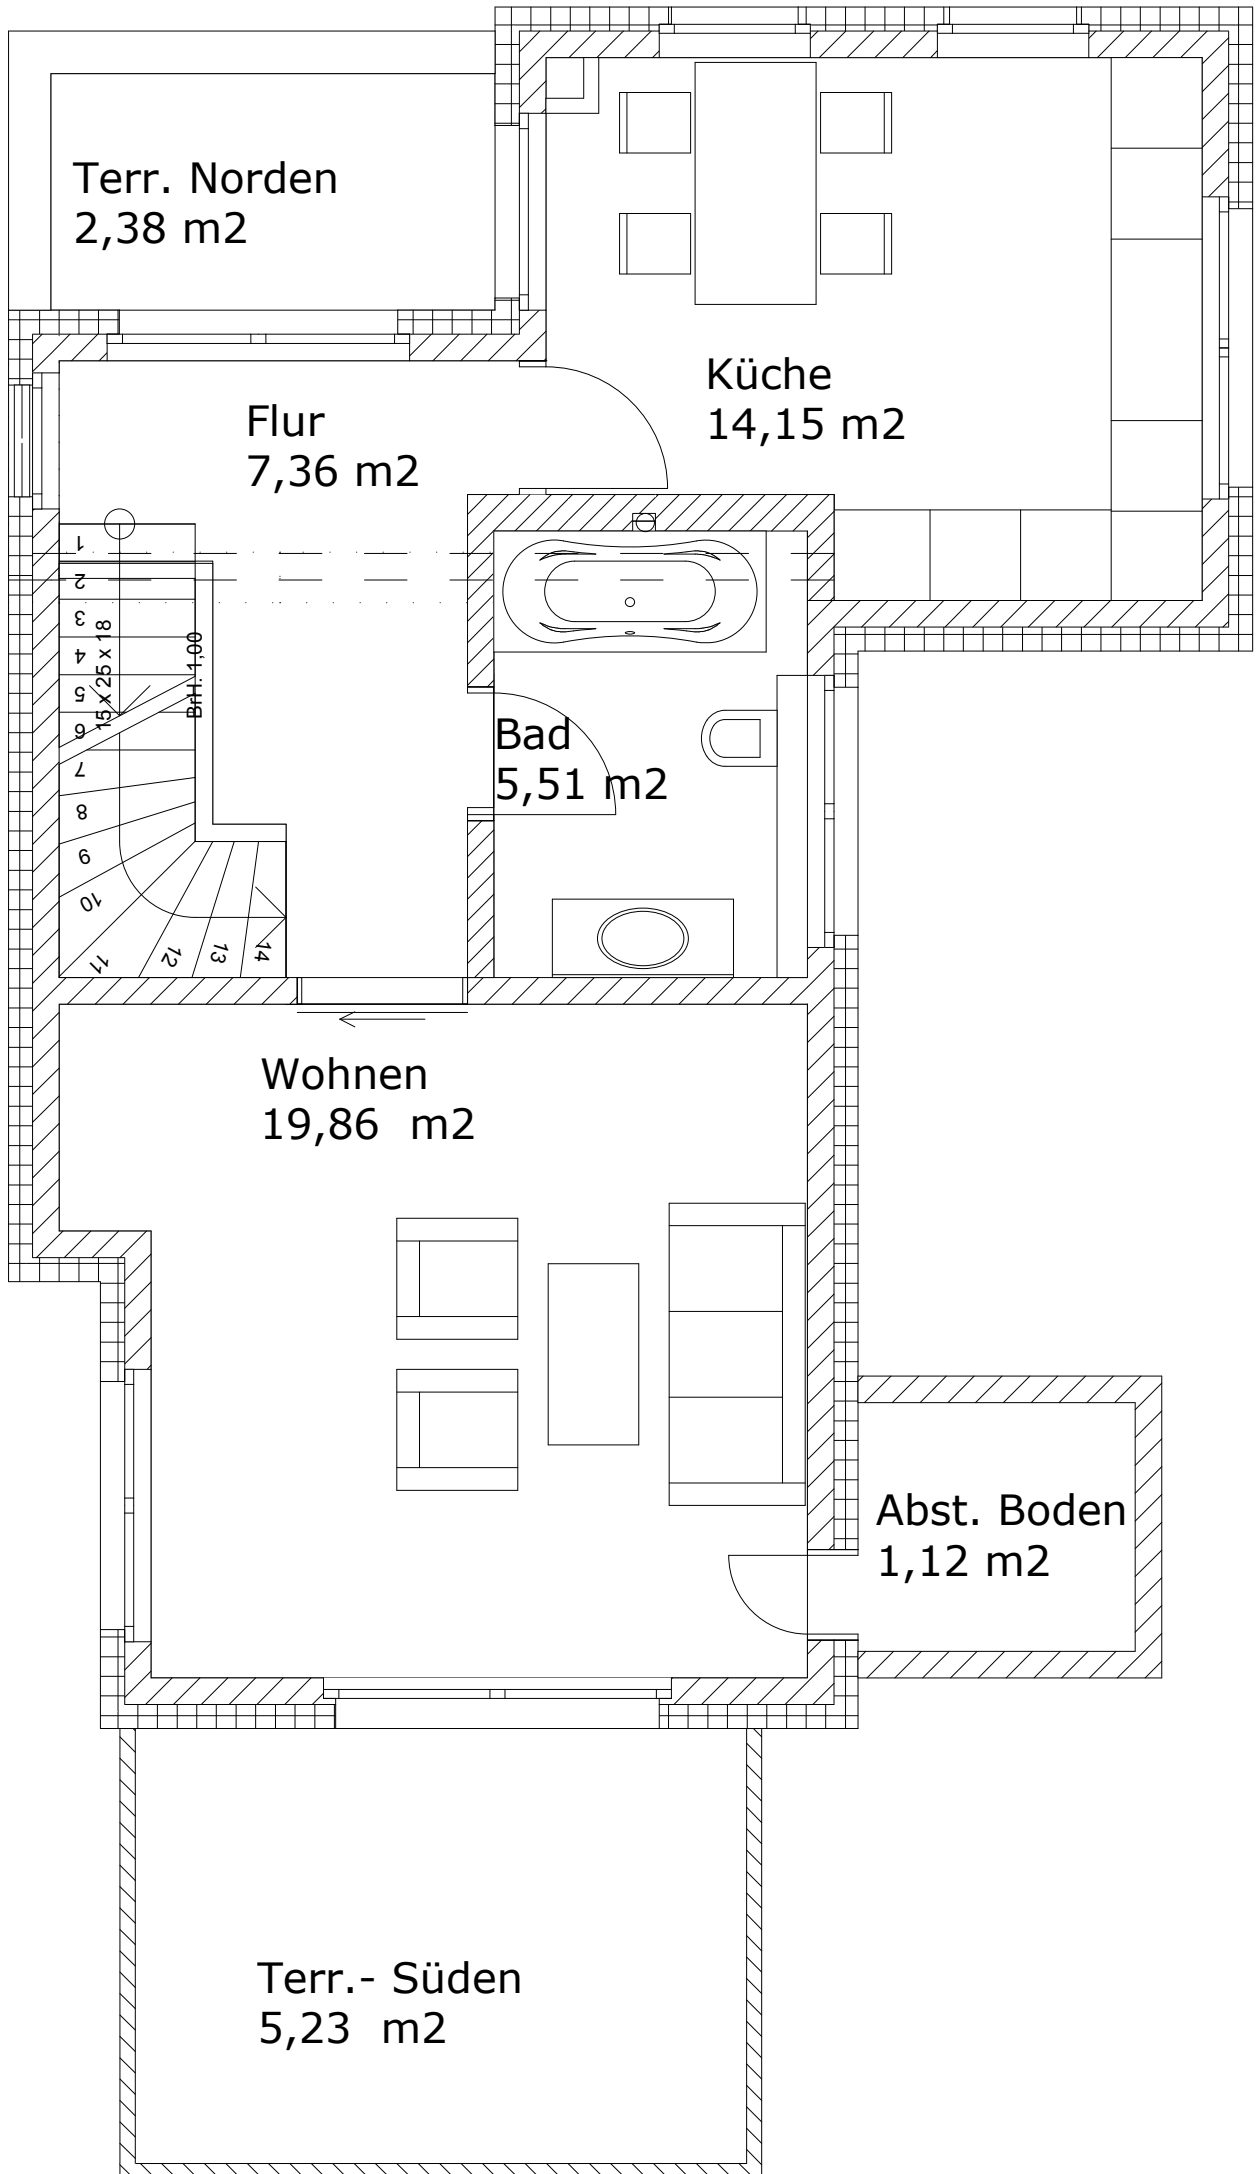 Terr. Norden
2,38 m2
Küche
14,15 m2
Flur
7,36 m2
1
2
3
4
5
6
7
8
9
10
11
12
13
14
15 x 25 x 18
BrH. 1,00
Bad
5,51 m2
Wohnen
19,86 m2
Abst. Boden
1,12 m2
Terr.- Süden
5,23 m2